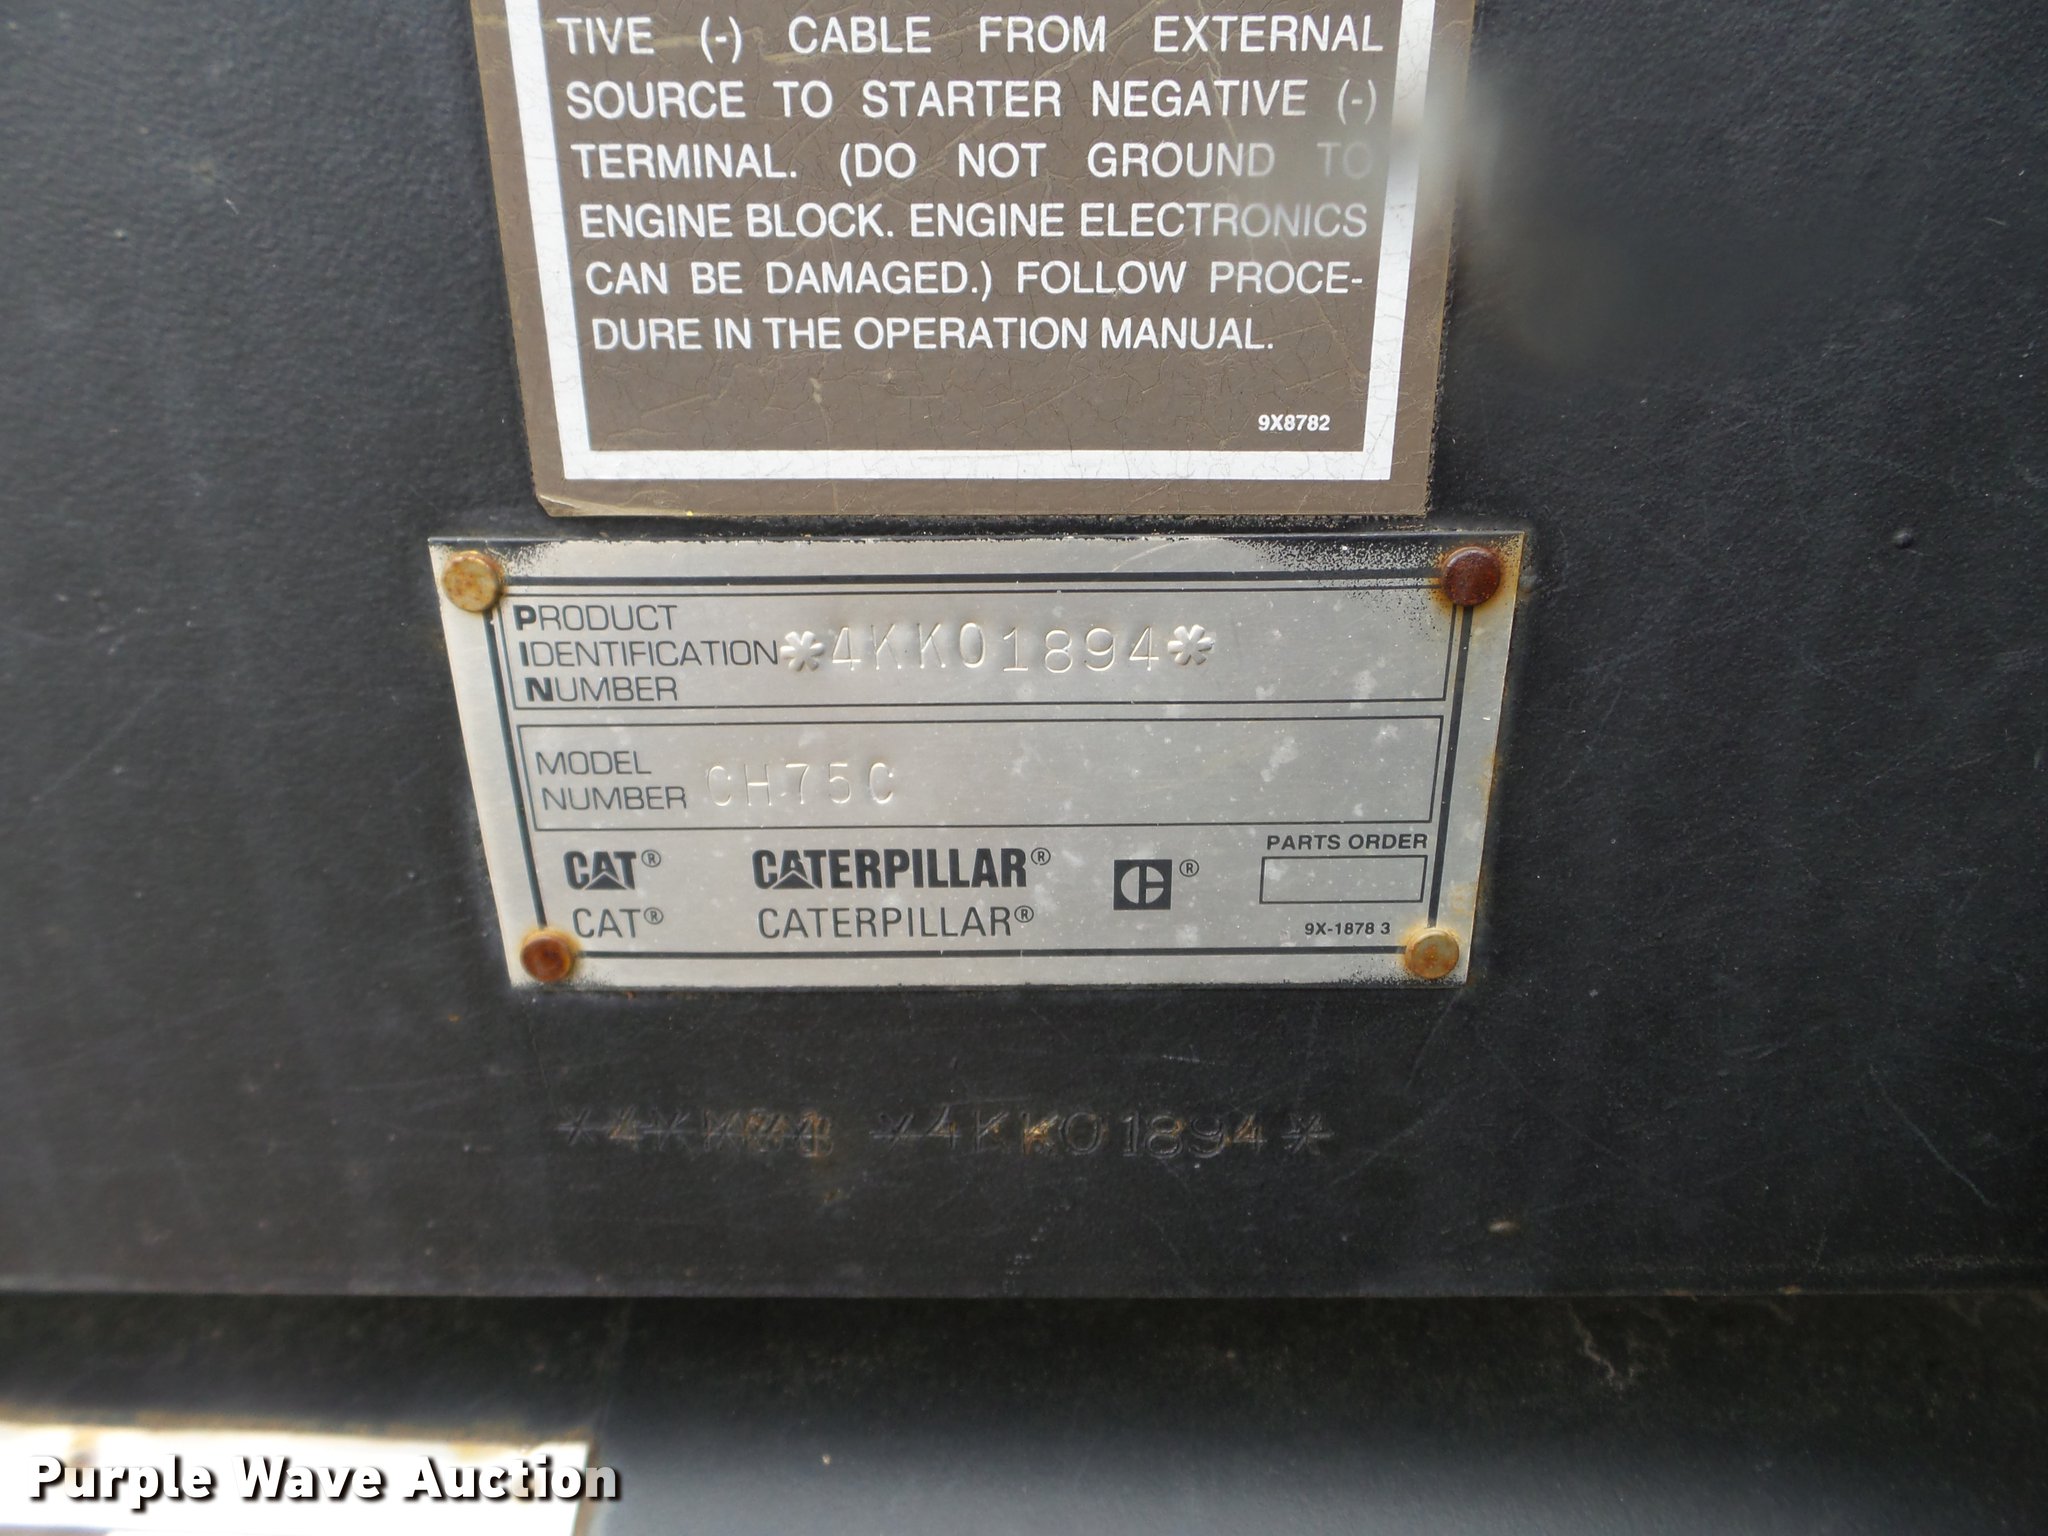 TIVE (-) CABLE FROM EXTERNAL
SOURCE TO STARTER NEGATIVE (-)
TERMINAL. (DO NOT GROUND TO
ENGINE BLOCK. ENGINE ELECTRONICS
CAN BE DAMAGED.) FOLLOW PROCE-
DURE IN THE OPERATION MANUAL.
9X8782
PRODUCT
IDENTIFICATION *4KK01894*
NUMBER
MODEL
NUMBER CH75C
PARTS ORDER
CAT® CATERPILLAR® ®
CAT® CATERPILLAR®
9X-1878 3
*4KK01894*
Purple Wave Auction